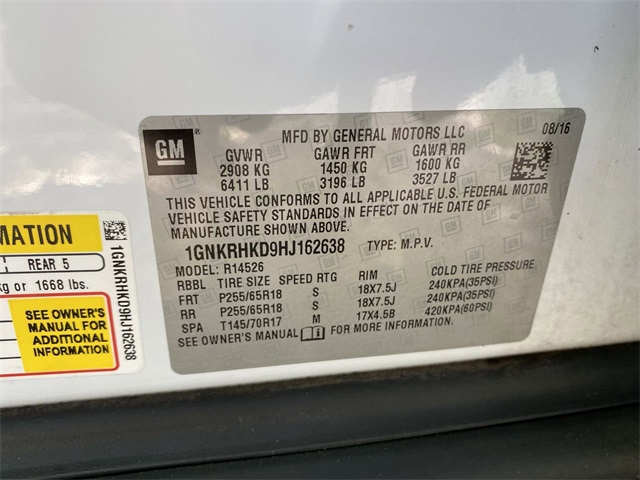 GM
MFD BY GENERAL MOTORS LLC 08/16
GVWR GAWR FRT GAWR RR
2908 KG 1450 KG 1600 KG
6411 LB 3196 LB 3527 LB
THIS VEHICLE CONFORMS TO ALL APPLICABLE U.S. FEDERAL MOTOR
VEHICLE SAFETY STANDARDS IN EFFECT ON THE DATE OF
MANUFACTURE SHOWN ABOVE.
1GNKRHKD9HJ162638 TYPE: M.P.V.
MODEL: R14526
RBBL TIRE SIZE SPEED RTG RIM COLD TIRE PRESSURE
FRT P255/65R18 S 18X7.5J 240KPA(35PSI)
RR P255/65R18 S 18X7.5J 240KPA(35PSI)
SPA T145/70R17 M 17X4.5B 420KPA(60PSI)
SEE OWNER'S MANUAL FOR MORE INFORMATION.
MATION
REAR 5
kg or 1668 lbs.
SEE OWNER'S
MANUAL FOR
ADDITIONAL
INFORMATION
1GNKRHKD9HJ162638